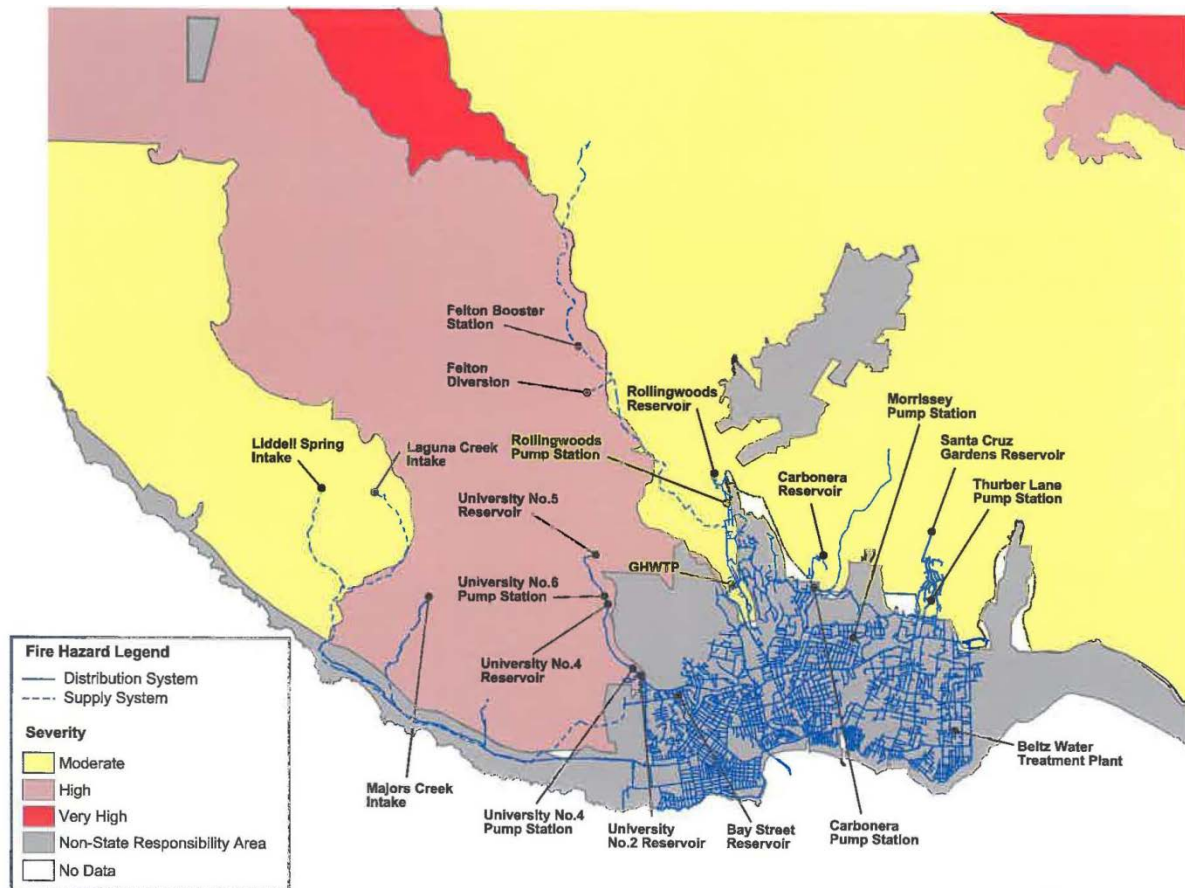 Felton Booster
Station
Felton
Diversion
Rollingwoods
Reservoir
Morrissey
Pump Station
Liddell Spring
Intake
Laguna Creek
Intake
Rollingwoods
Pump Station
Carbonera
Reservoir
Santa Cruz
Gardens Reservoir
Thurber Lane
Pump Station
University No.5
Reservoir
University No.6
Pump Station
GHWTP
University No.4
Reservoir
Majors Creek
Intake
University No.4
Pump Station
University
No.2 Reservoir
Bay Street
Reservoir
Carbonera
Pump Station
Beltz Water
Treatment Plant
Fire Hazard Legend
Distribution System
Supply System
Severity
Moderate
High
Very High
Non-State Responsibility Area
No Data